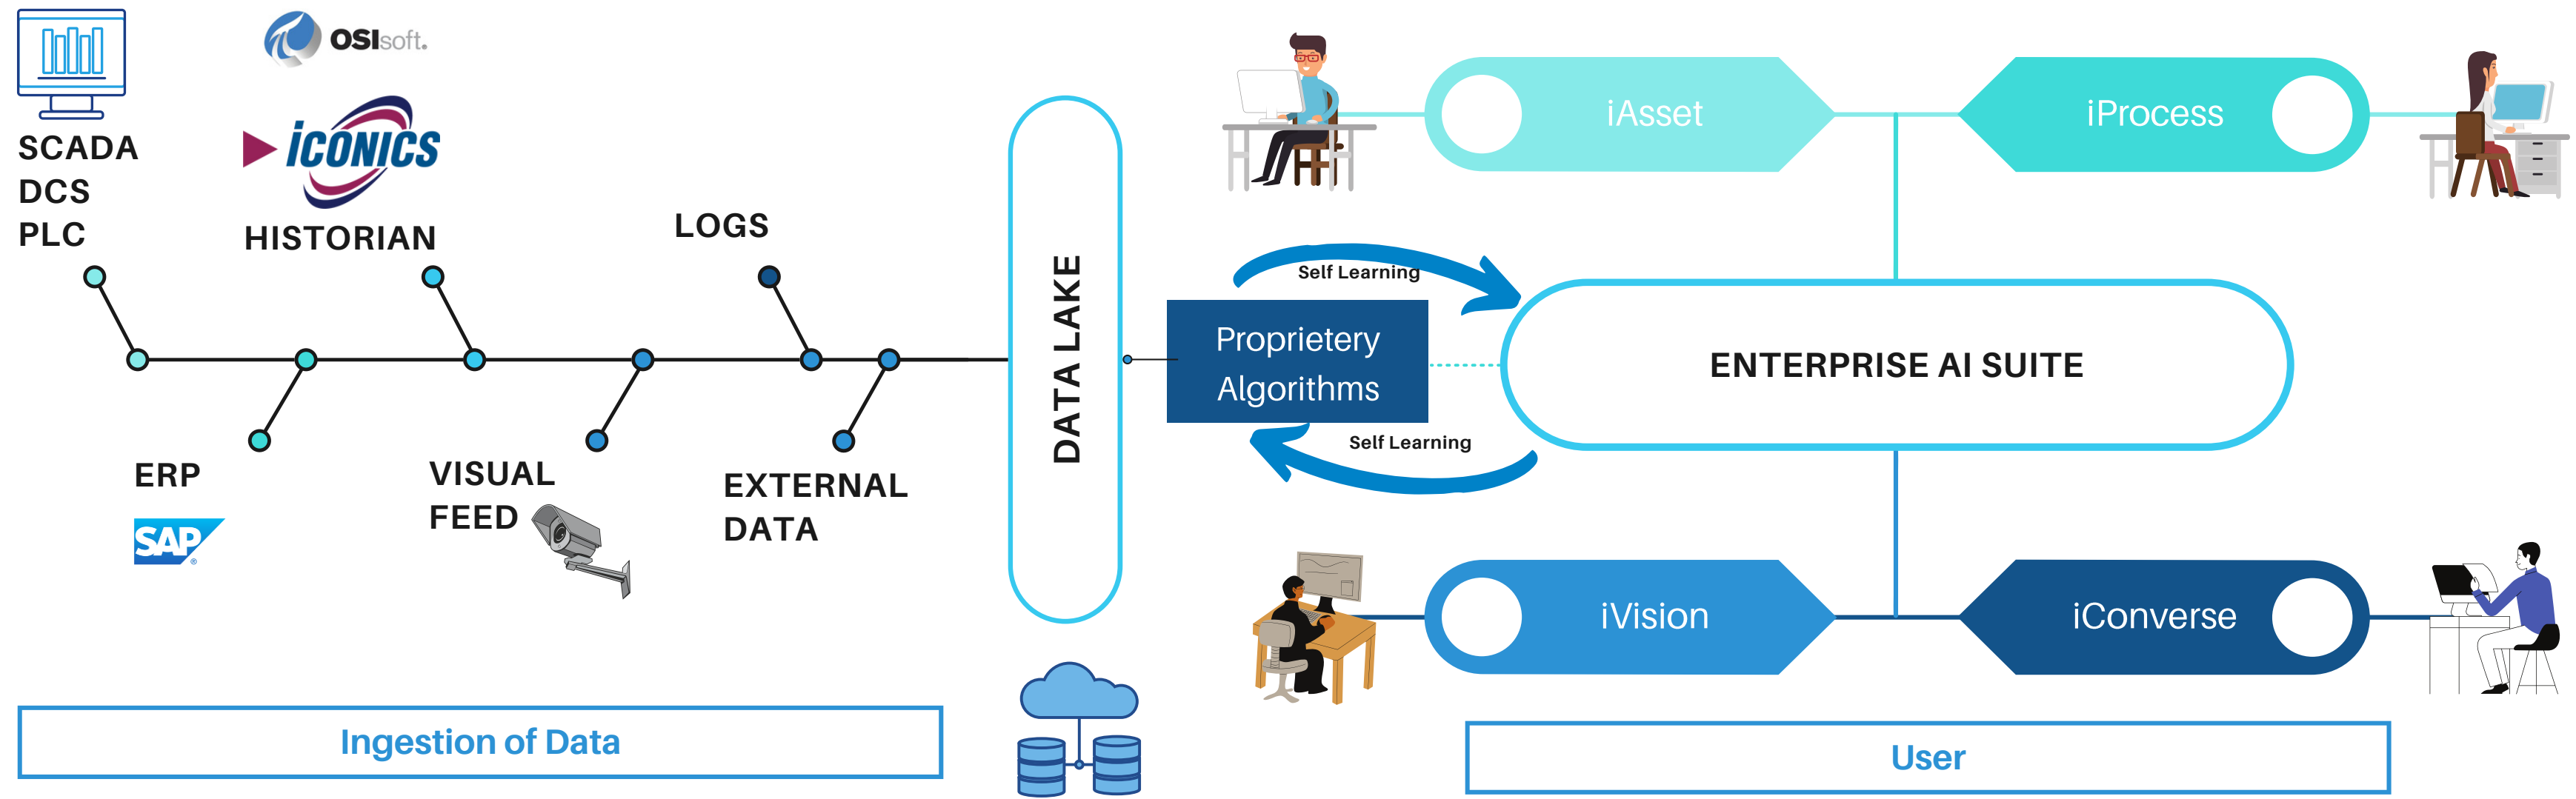 SCADA
DCS
PLC
OSIsoft.
ICONICS
HISTORIAN
LOGS
ERP
SAP®
VISUAL
FEED
EXTERNAL
DATA
Ingestion of Data
DATA LAKE
Self Learning
Proprietery
Algorithms
Self Learning
iAsset
iProcess
ENTERPRISE AI SUITE
iVision
iConverse
User